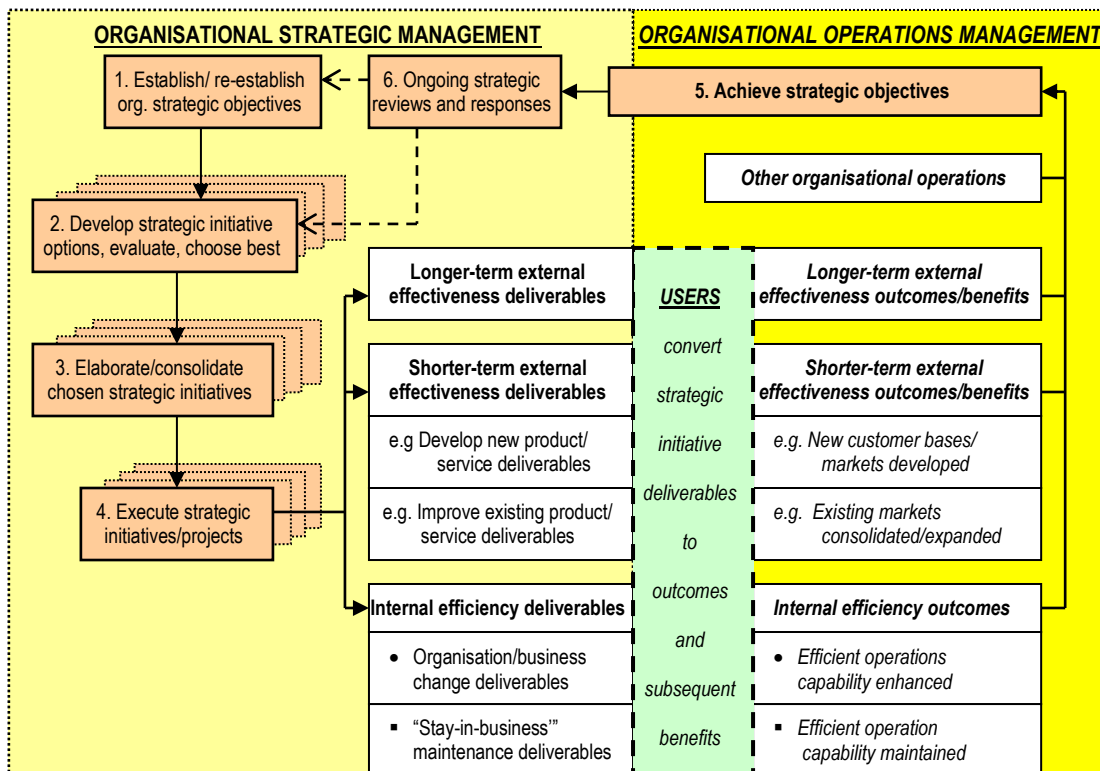 ORGANISATIONAL STRATEGIC MANAGEMENT
ORGANISATIONAL OPERATIONS MANAGEMENT
1. Establish/ re-establish
org. strategic objectives
6. Ongoing strategic
reviews and responses
5. Achieve strategic objectives
Other organisational operations
2. Develop strategic initiative
options, evaluate, choose best
3. Elaborate/consolidate
chosen strategic initiatives
4. Execute strategic
initiatives/projects
Longer-term external
effectiveness deliverables
Shorter-term external
effectiveness deliverables
e.g Develop new product/
service deliverables
e.g. Improve existing product/
service deliverables
Internal efficiency deliverables
• Organisation/business
change deliverables
▪ “Stay-in-business’”
maintenance deliverables
USERS
convert
strategic
initiative
deliverables
to
outcomes
and
subsequent
benefits
Longer-term external
effectiveness outcomes/benefits
Shorter-term external
effectiveness outcomes/benefits
e.g. New customer bases/
markets developed
e.g. Existing markets
consolidated/expanded
Internal efficiency outcomes
• Efficient operations
capability enhanced
▪ Efficient operation
capability maintained